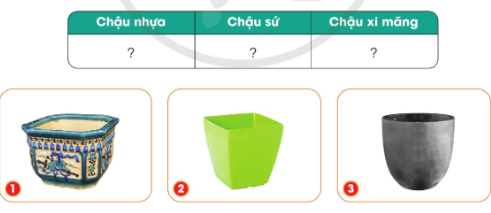 Chậu nhựa Chậu sứ Chậu xi măng
? ? ?
1 2 3